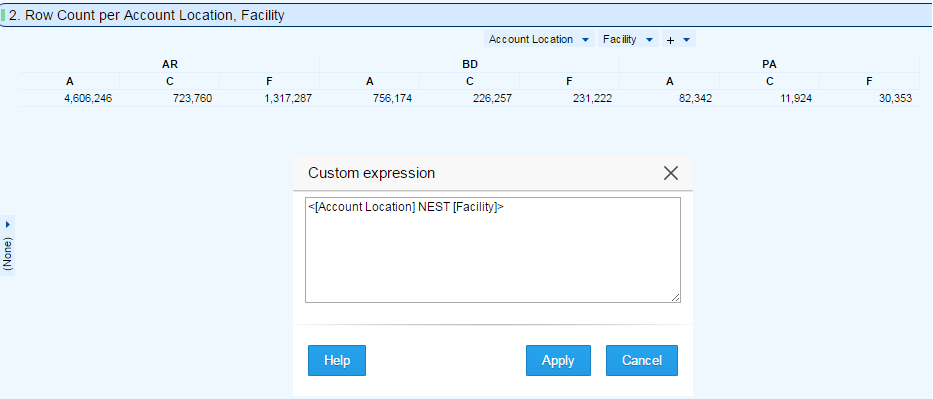 2. Row Count per Account Location, Facility
Account Location Facility +
AR BD PA
A C F A C F A C F
4,606,246 723,760 1,317,287 756,174 226,257 231,222 82,342 11,924 30,353
Custom expression
<[Account Location] NEST [Facility]>
(None)
Help Apply Cancel